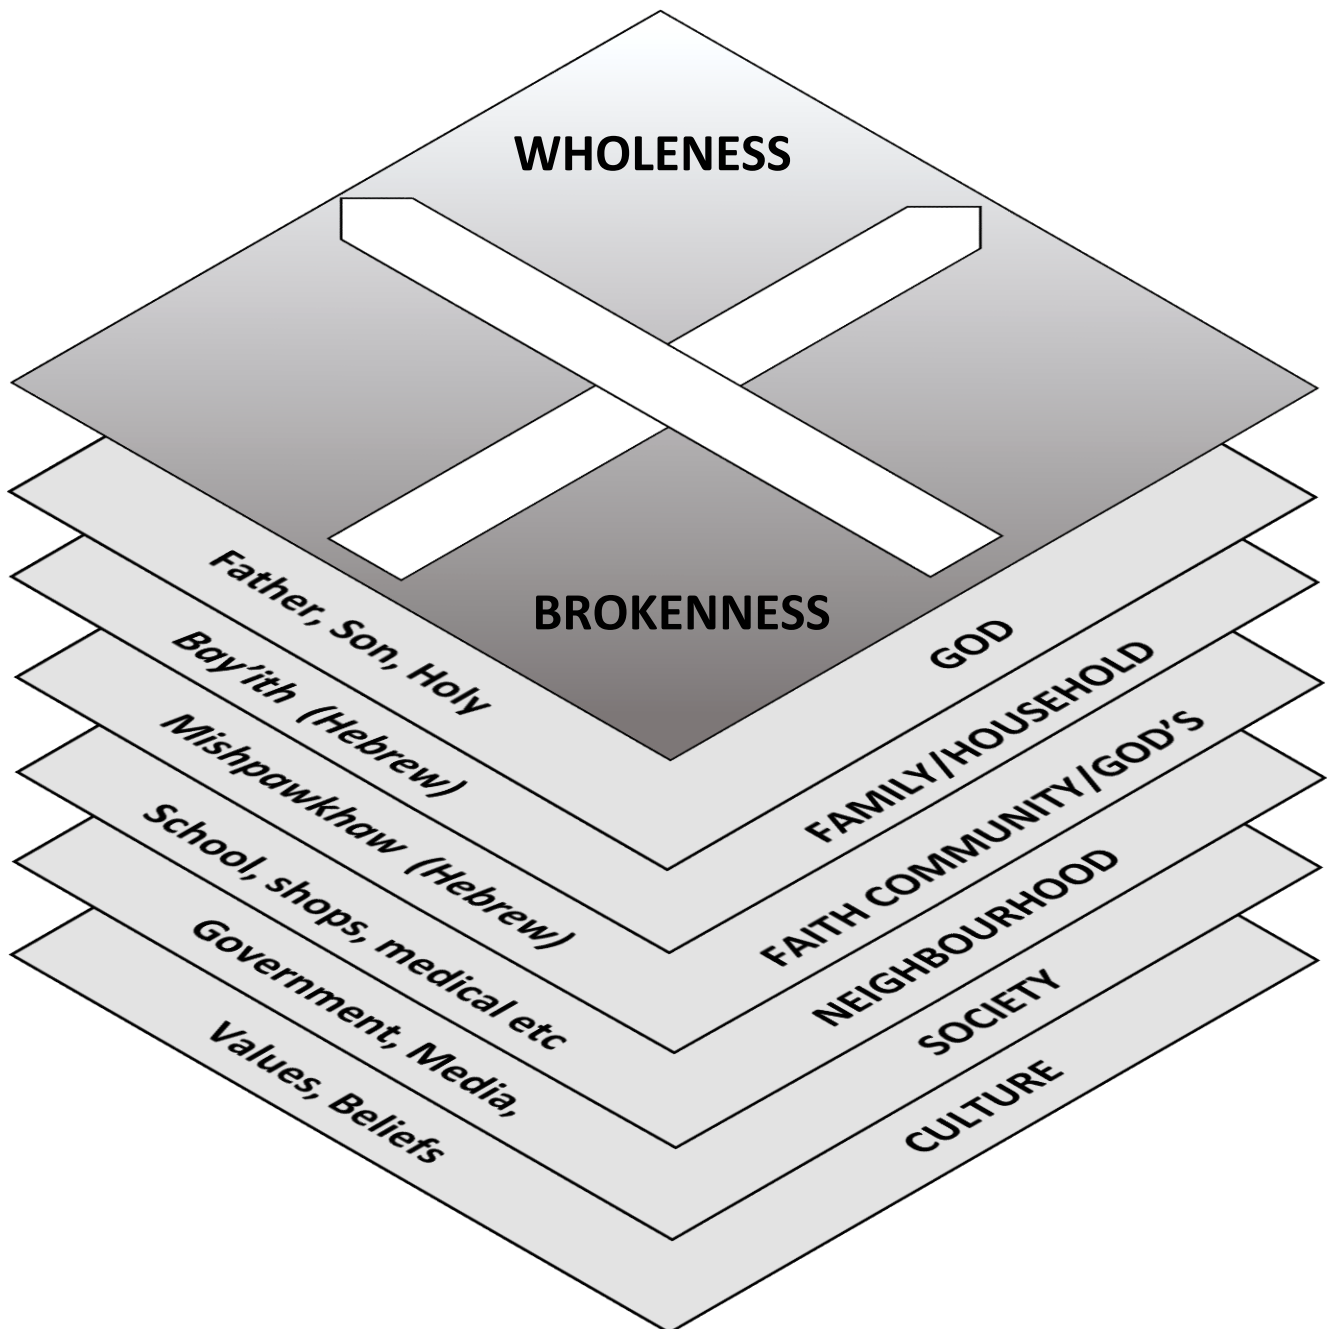 WHOLENESS
BROKENNESS
Father, Son, Holy
GOD
Bay’ith (Hebrew)
FAMILY/HOUSEHOLD
Mishpawkhaw (Hebrew)
FAITH COMMUNITY/GOD’S
School, shops, medical etc
NEIGHBOURHOOD
Government, Media,
SOCIETY
Values, Beliefs
CULTURE